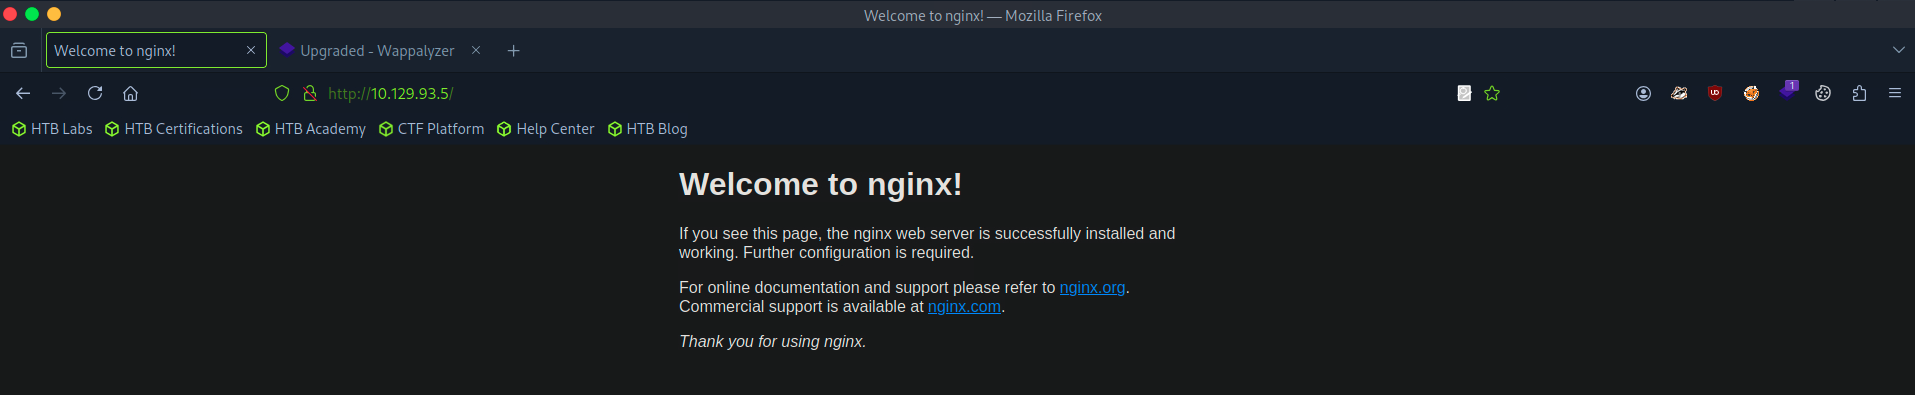 Welcome to nginx! — Mozilla Firefox
Welcome to nginx!
Upgraded - Wappalyzer
http://10.129.93.5/
UD
1
HTB Labs HTB Certifications HTB Academy CTF Platform Help Center HTB Blog
Welcome to nginx!
If you see this page, the nginx web server is successfully installed and
working. Further configuration is required.
For online documentation and support please refer to nginx.org.
Commercial support is available at nginx.com.
Thank you for using nginx.